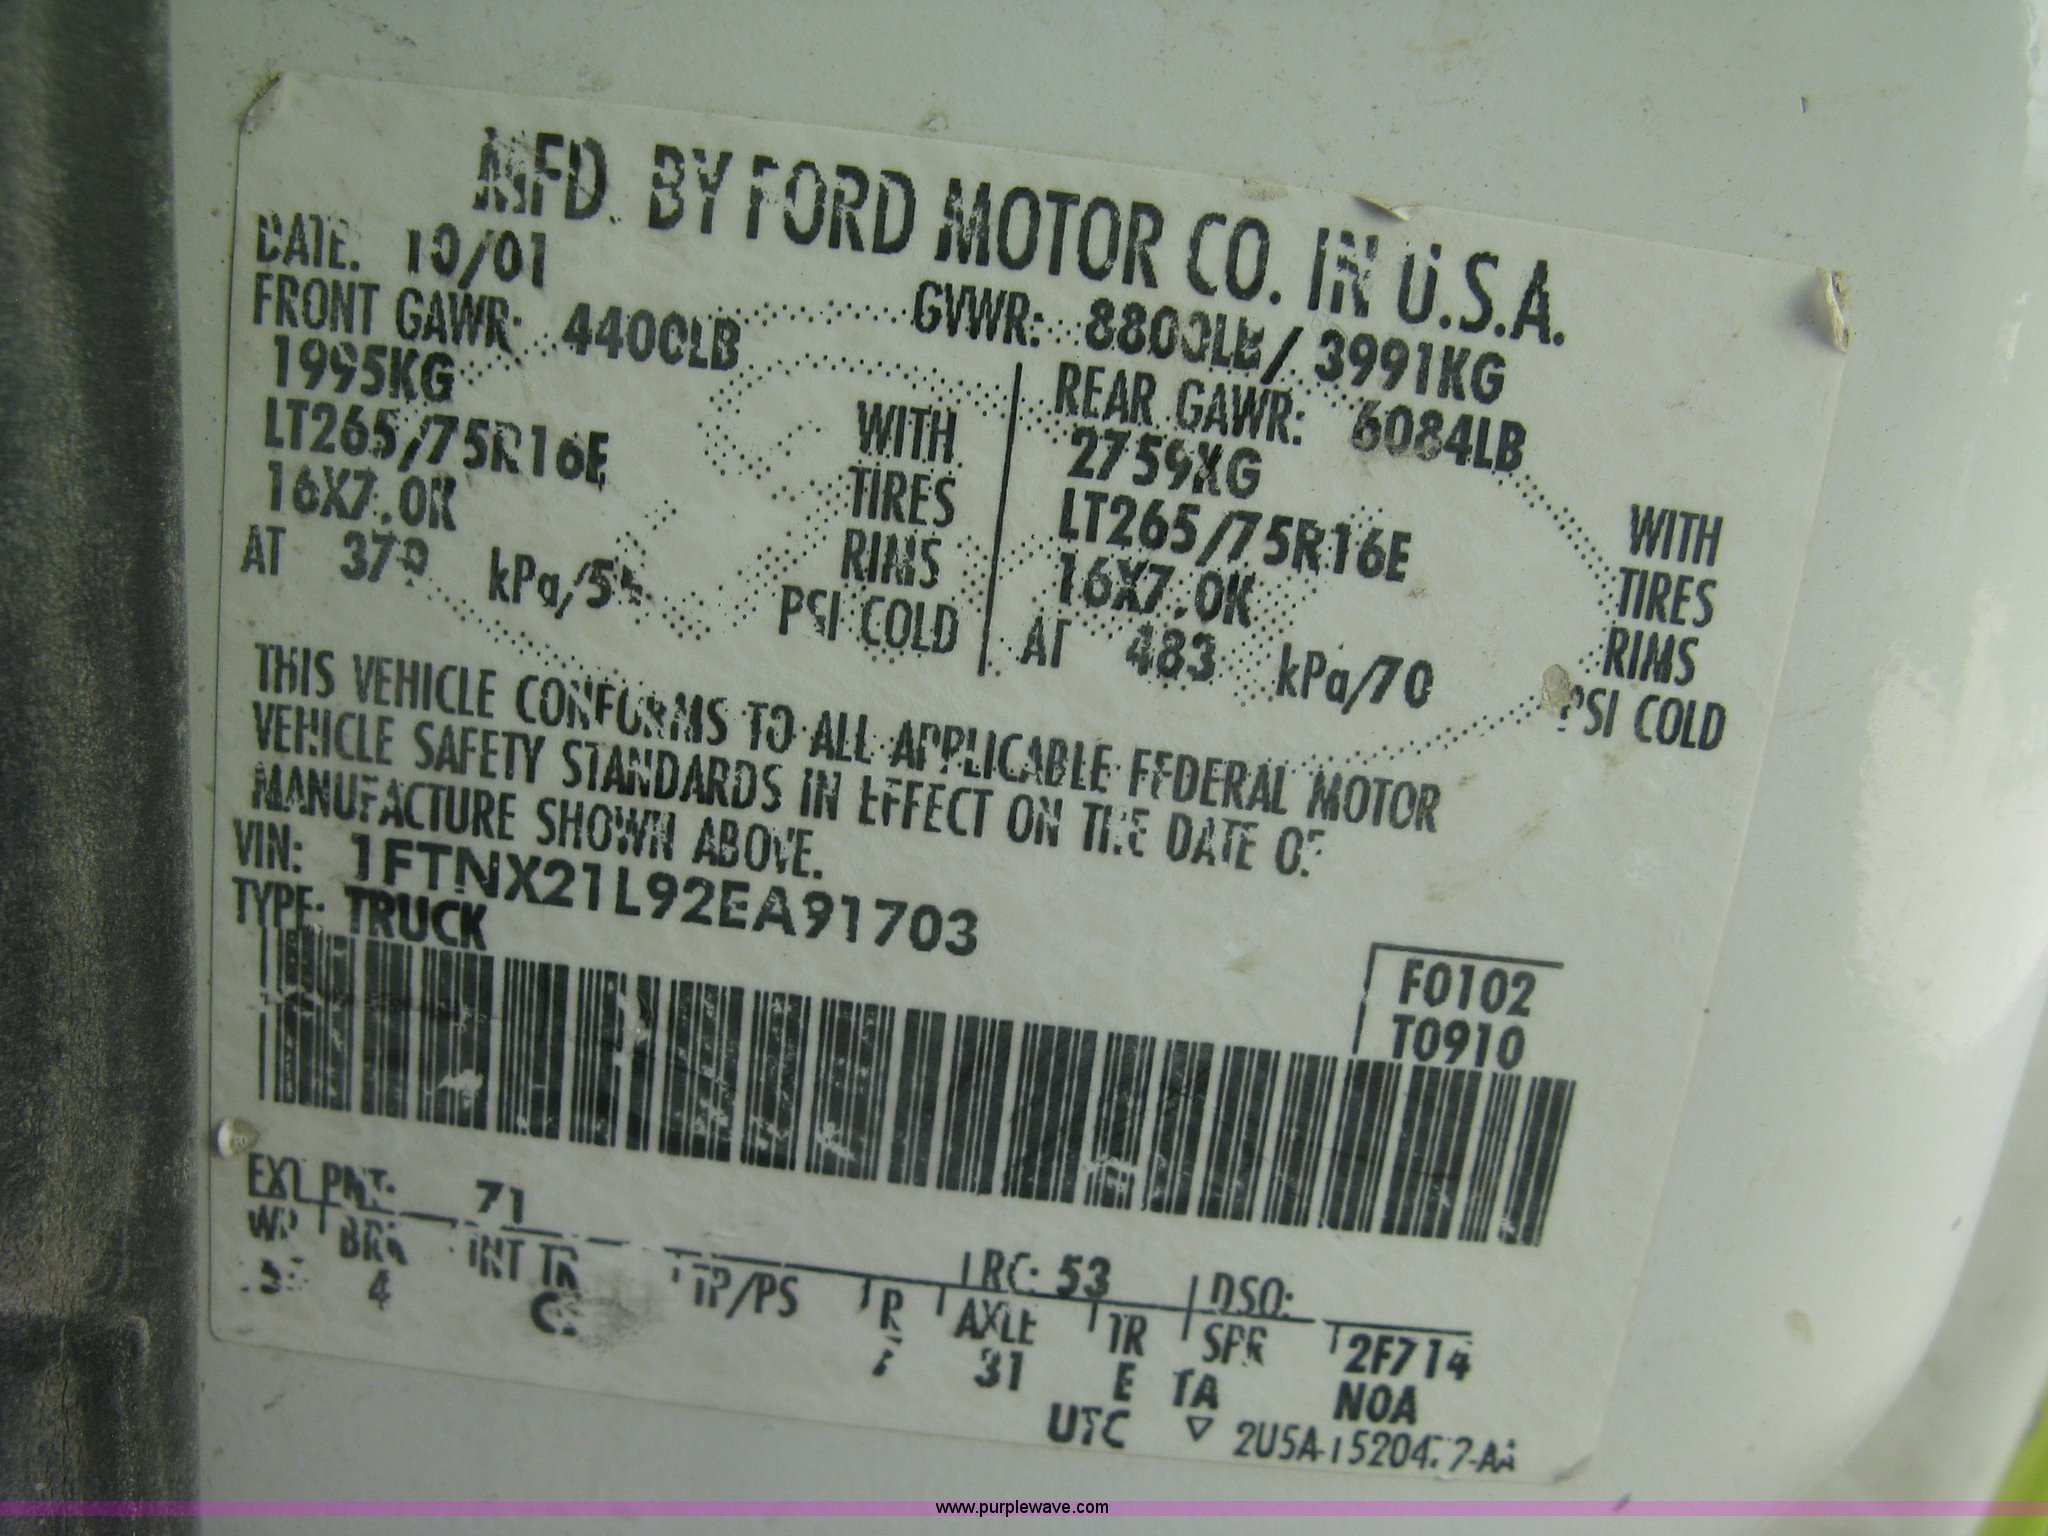 MFD. BY FORD MOTOR CO. IN U.S.A.
DATE: 10/01 GVWR: 8800LB/ 3991KG
FRONT GAWR: 4400LB REAR GAWR: 6084LB
1995KG WITH 2759KG WITH
LT265/75R16E TIRES LT265/75R16E TIRES
16X7.0K RIMS 16X7.0K RIMS
AT 379 kPa/55 PSI COLD AT 483 kPa/70 PSI COLD
THIS VEHICLE CONFORMS TO ALL APPLICABLE FEDERAL MOTOR
VEHICLE SAFETY STANDARDS IN EFFECT ON THE DATE OF
MANUFACTURE SHOWN ABOVE.
VIN: 1FTNX21L92EA91703
TYPE: TRUCK
F0102
T0910
EXT PNT: 71 RC: 53 DSO:
WB BRK INT TR TP/PS R AXLE TR SPR 2F714
4 31 E TA NOA
UTC ▽
www.purplewave.com